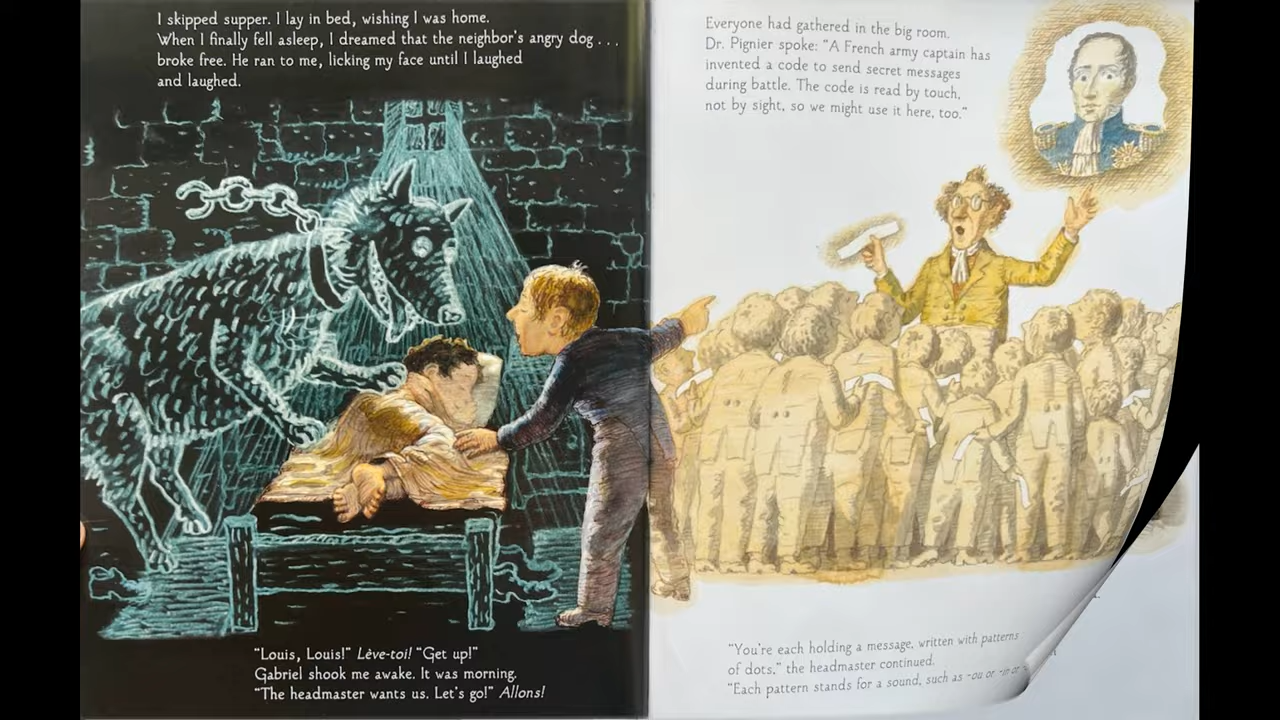 I skipped supper. I lay in bed, wishing I was home.
When I finally fell asleep, I dreamed that the neighbor's angry dog . . .
broke free. He ran to me, licking my face until I laughed
and laughed.
"Louis, Louis!" Lève-toi! "Get up!"
Gabriel shook me awake. It was morning.
"The headmaster wants us. Let's go!" Allons!
Everyone had gathered in the big room.
Dr. Pignier spoke: "A French army captain has
invented a code to send secret messages
during battle. The code is read by touch,
not by sight, so we might use it here, too."
"You're each holding a message, written with patterns
of dots," the headmaster continued.
"Each pattern stands for a sound, such as -ou or -in or